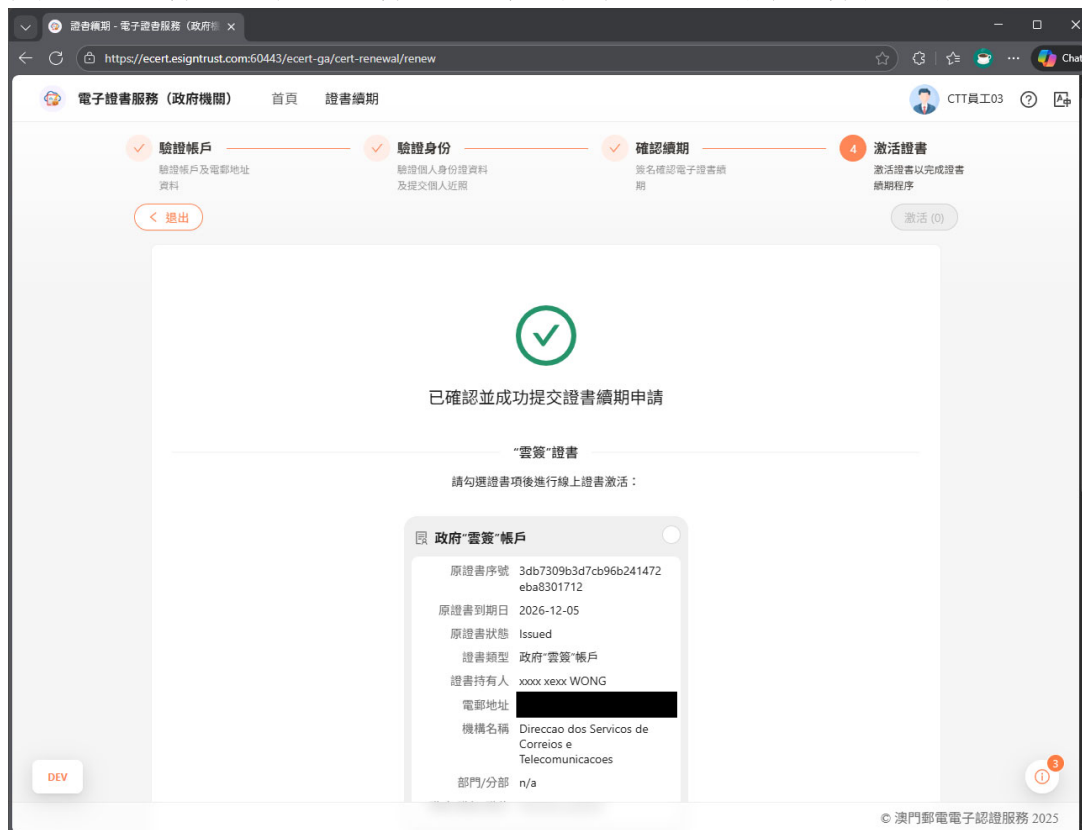 證書續期 - 電子證書服務（政府機
https://ecert.esigntrust.com:60443/ecert-ga/cert-renewal/renew
Chat
電子證書服務（政府機關）
首頁
證書續期
CTT員工03
驗證帳戶
驗證帳戶及電郵地址
資料
驗證身份
驗證個人身份證資料
及提交個人近照
確認續期
簽名確認電子證書續
期
4
激活證書
激活證書以完成證書
續期程序
退出
激活 (0)
已確認並成功提交證書續期申請
“雲簽”證書
請勾選證書項後進行線上證書激活：
政府“雲簽”帳戶
原證書序號 3db7309b3d7cb96b241472
eba8301712
原證書到期日 2026-12-05
原證書狀態 Issued
證書類型 政府“雲簽”帳戶
證書持有人 xxxx xexx WONG
電郵地址
機構名稱 Direccao dos Servicos de
Correios e
Telecomunicacoes
部門/分部 n/a
DEV
3
© 澳門郵電電子認證服務 2025